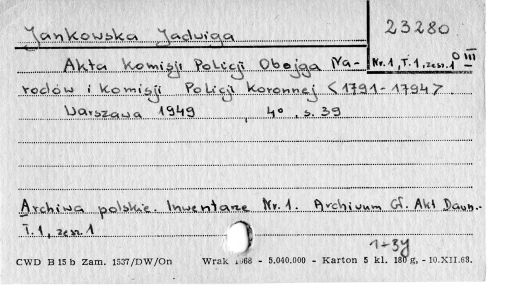 Jankowska Jadwiga
23280
Akta Komisji Policji Obojga Na-
Nr. 1, T. 1, zesz. 1
O III
rodów i Komisji Policji Koronnej <1791-1794>.
Warszawa 1949 , 4° , s. 39
Archiwa polskie. Inwentarze Nr. 1. Archiwum Gł. Akt Dawn.
T. 1, zesz. 1
1-39
CWD B 15 b Zam. 1537/DW/On Wrak 1968 - 5.040.000 - Karton 5 kl. 180 g, - 10.XII.68.